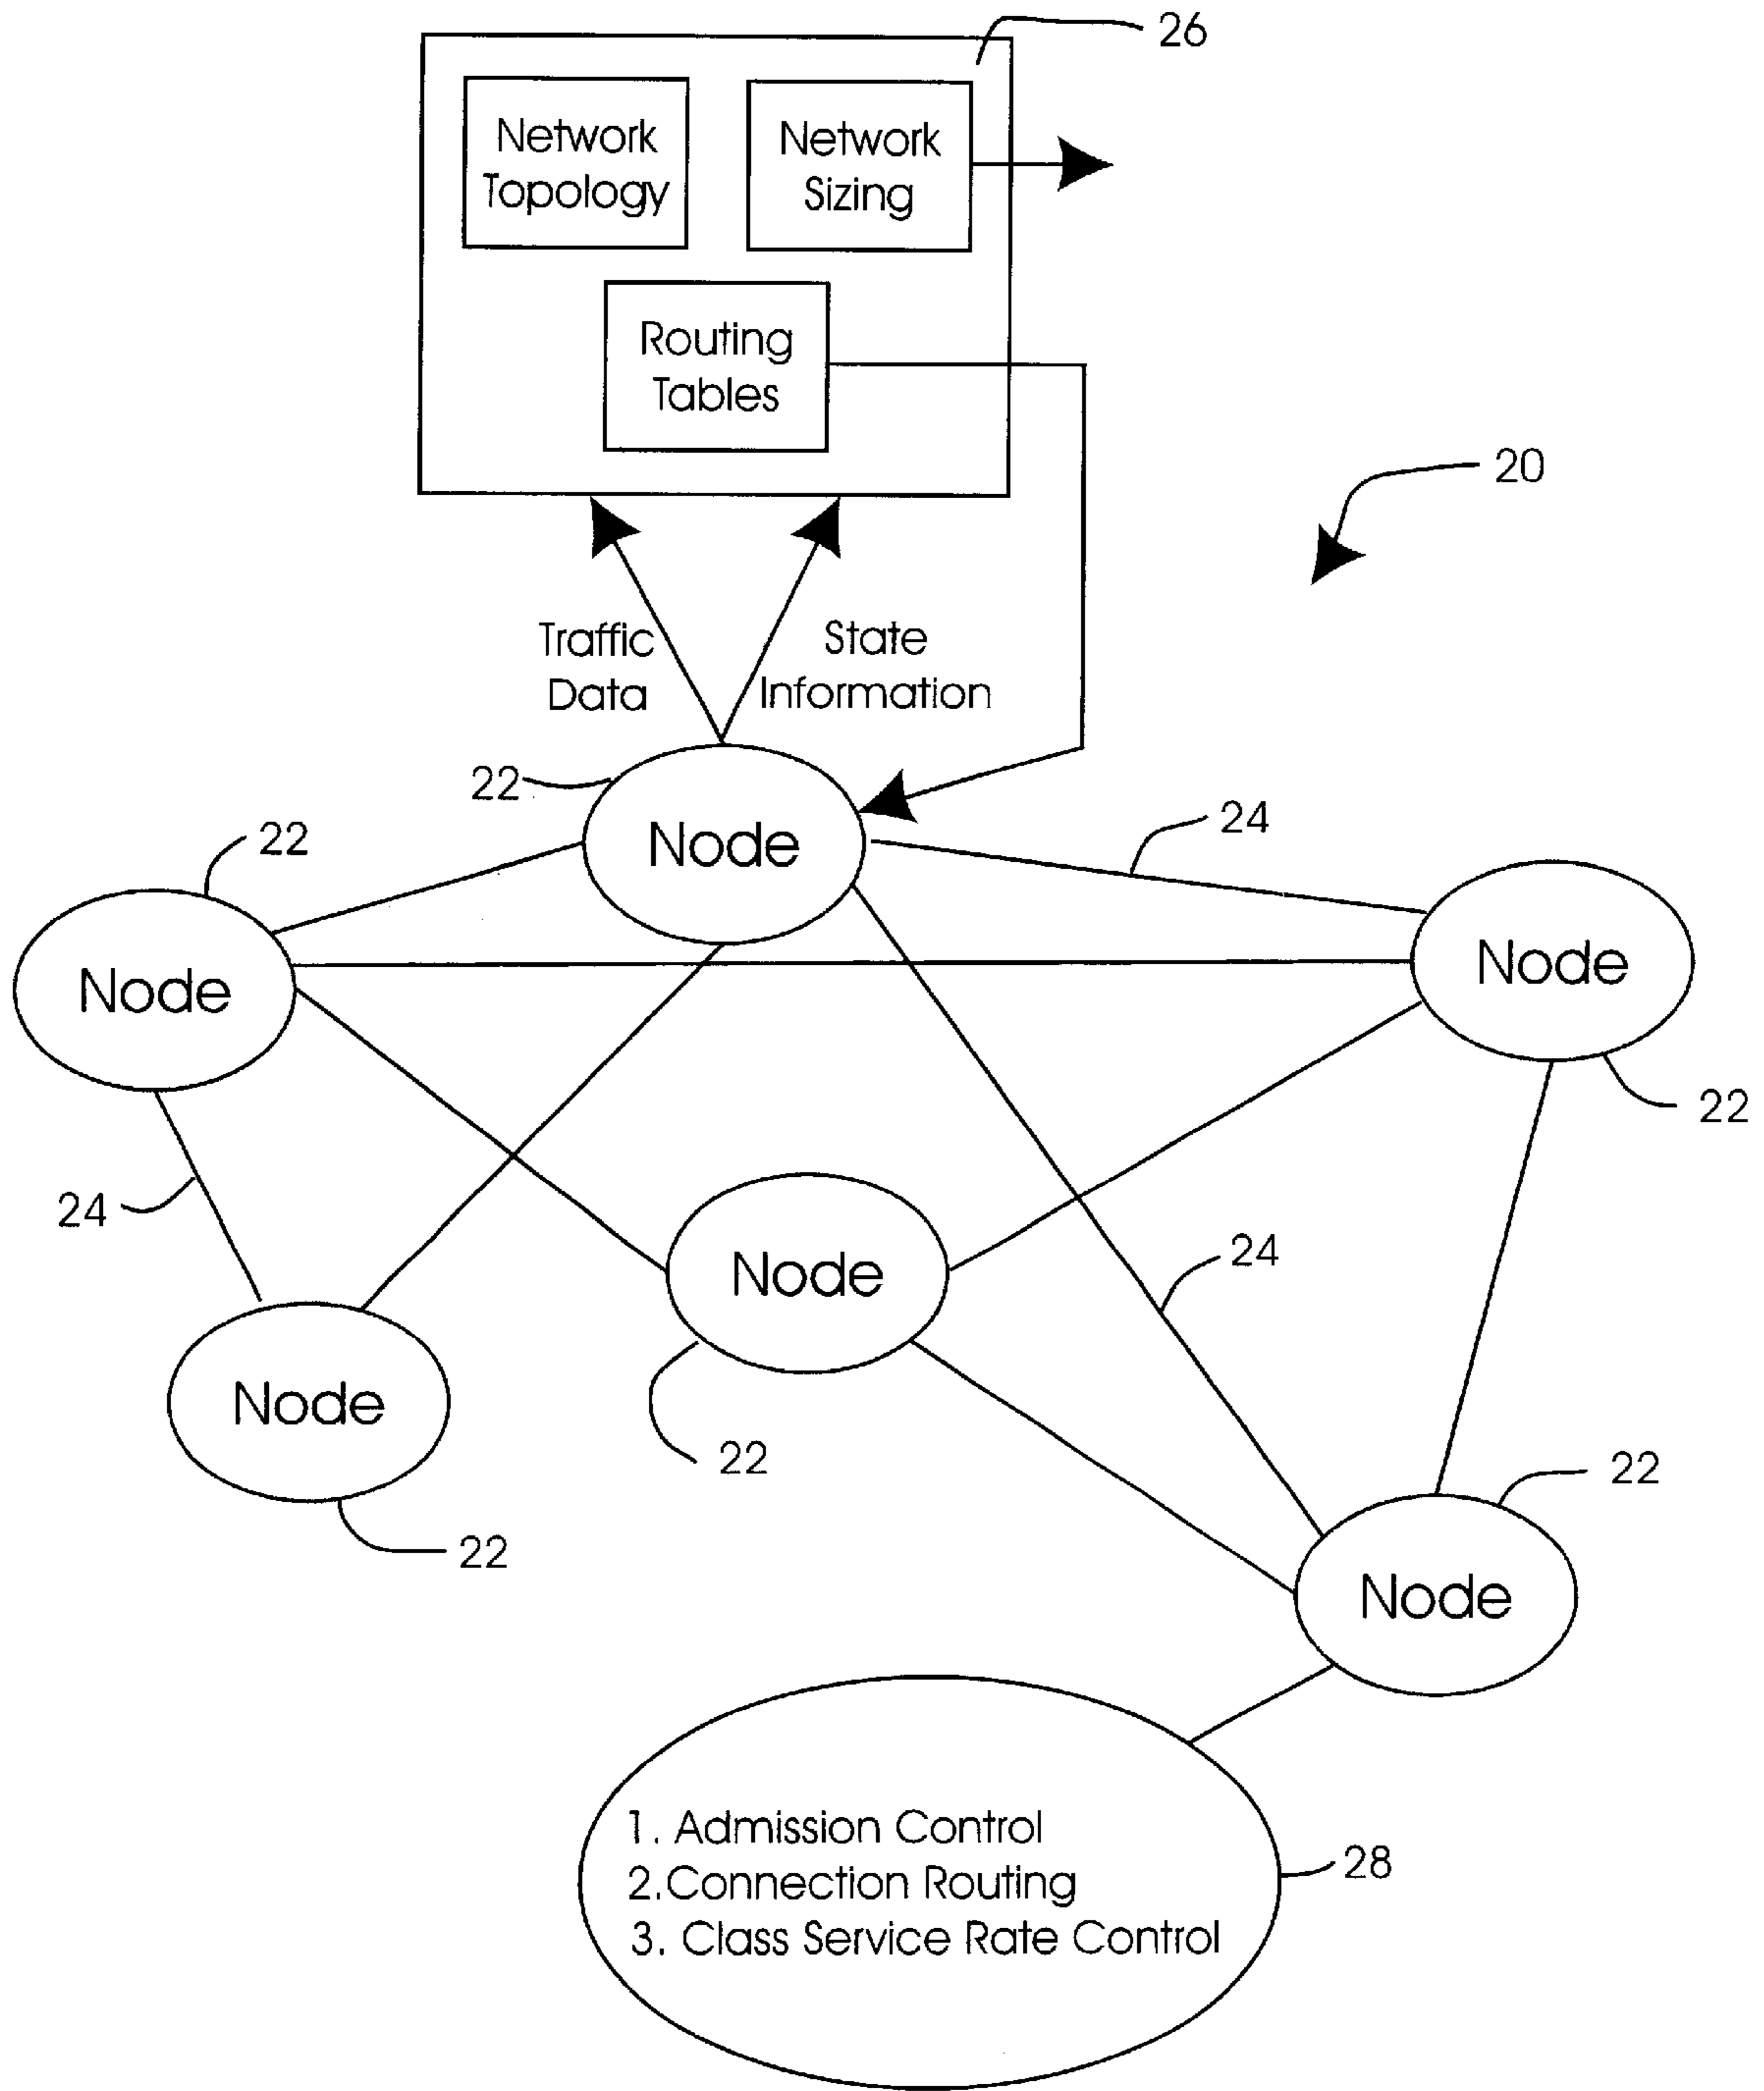 26
Network
Topology
Network
Sizing
Routing
Tables
20
Traffic
Data
State
Information
22
Node
24
22
Node
Node
22
24
Node
24
22
Node
22
Node
22
1. Admission Control
2.Connection Routing
3. Class Service Rate Control
28